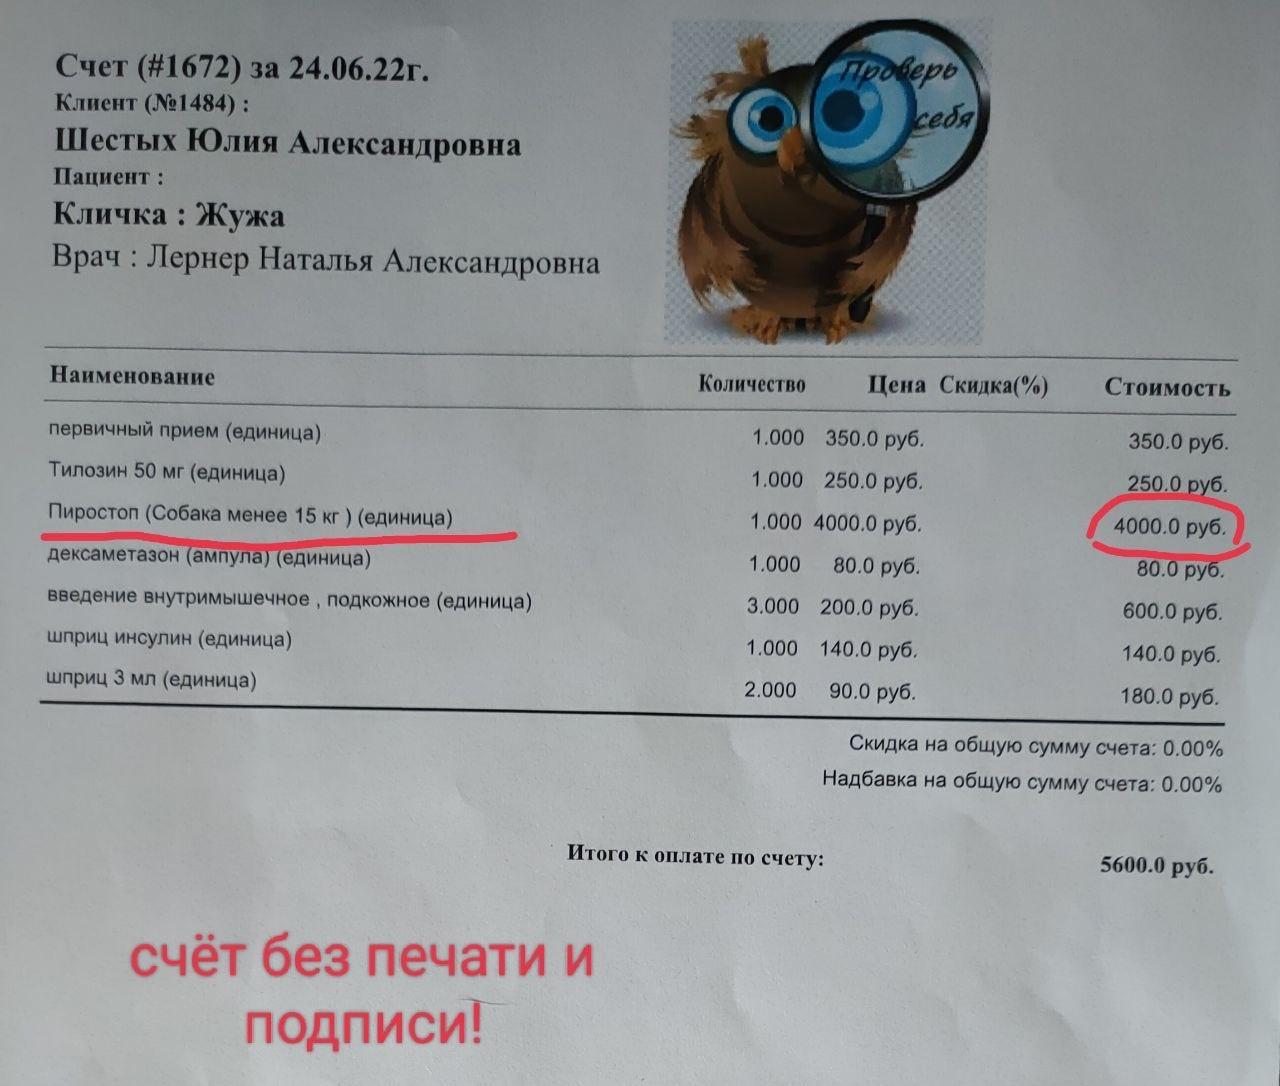 Счет (#1672) за 24.06.22г.
Клиент (№1484) :
Шестых Юлия Александровна
Пациент :
Кличка : Жужа
Врач : Лернер Наталья Александровна
Проверь
себя
Наименование Количество Цена Скидка(%) Стоимость
первичный прием (единица) 1.000 350.0 руб. 350.0 руб.
Тилозин 50 мг (единица) 1.000 250.0 руб. 250.0 руб.
Пиростоп (Собака менее 15 кг ) (единица) 1.000 4000.0 руб. 4000.0 руб.
дексаметазон (ампула) (единица) 1.000 80.0 руб. 80.0 руб.
введение внутримышечное , подкожное (единица) 3.000 200.0 руб. 600.0 руб.
шприц инсулин (единица) 1.000 140.0 руб. 140.0 руб.
шприц 3 мл (единица) 2.000 90.0 руб. 180.0 руб.
Скидка на общую сумму счета: 0.00%
Надбавка на общую сумму счета: 0.00%
Итого к оплате по счету: 5600.0 руб.
счёт без печати и
подписи!